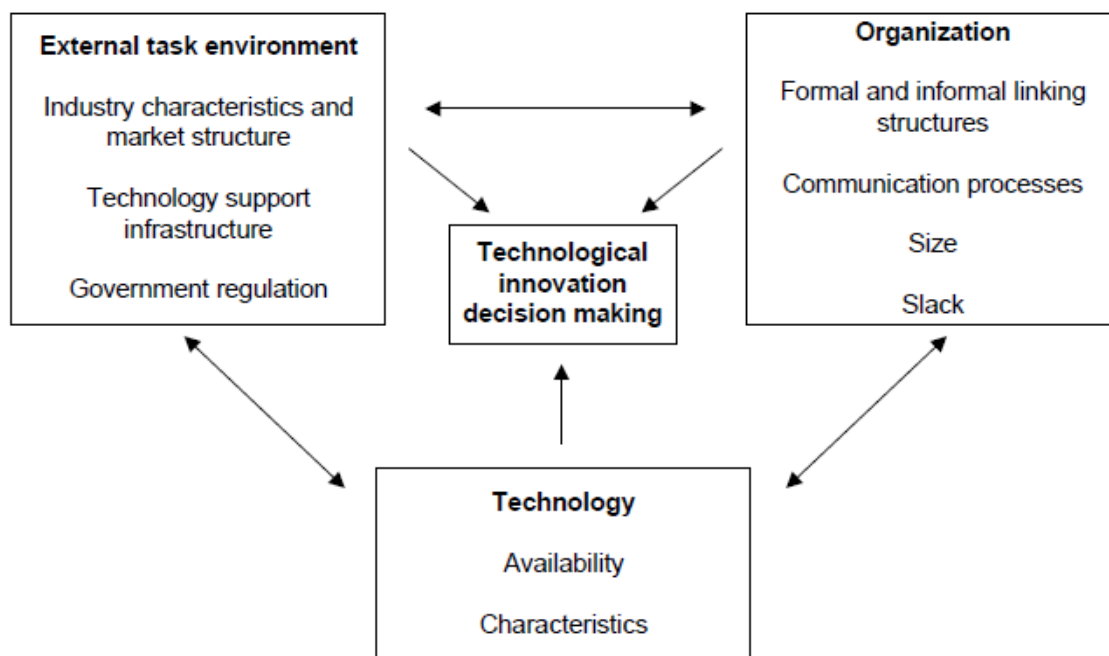 External task environment
Industry characteristics and
market structure
Technology support
infrastructure
Government regulation
Organization
Formal and informal linking
structures
Communication processes
Size
Slack
Technological
innovation
decision making
Technology
Availability
Characteristics